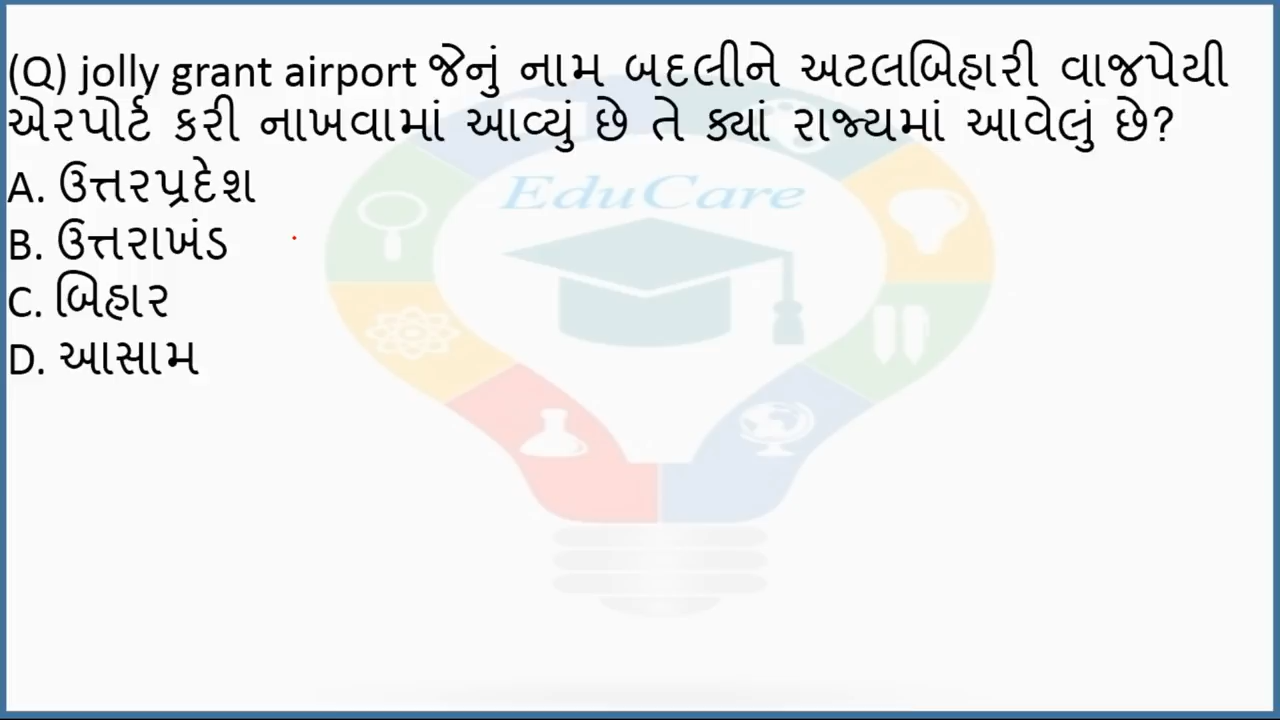 (Q) jolly grant airport જેનું નામ બદલીને અટલબિહારી વાજપેયી
એરપોર્ટ કરી નાખવામાં આવ્યું છે તે ક્યાં રાજ્યમાં આવેલું છે?
A. ઉત્તરપ્રદેશ
B. ઉત્તરાખંડ
C. બિહાર
D. આસામ
EduCare